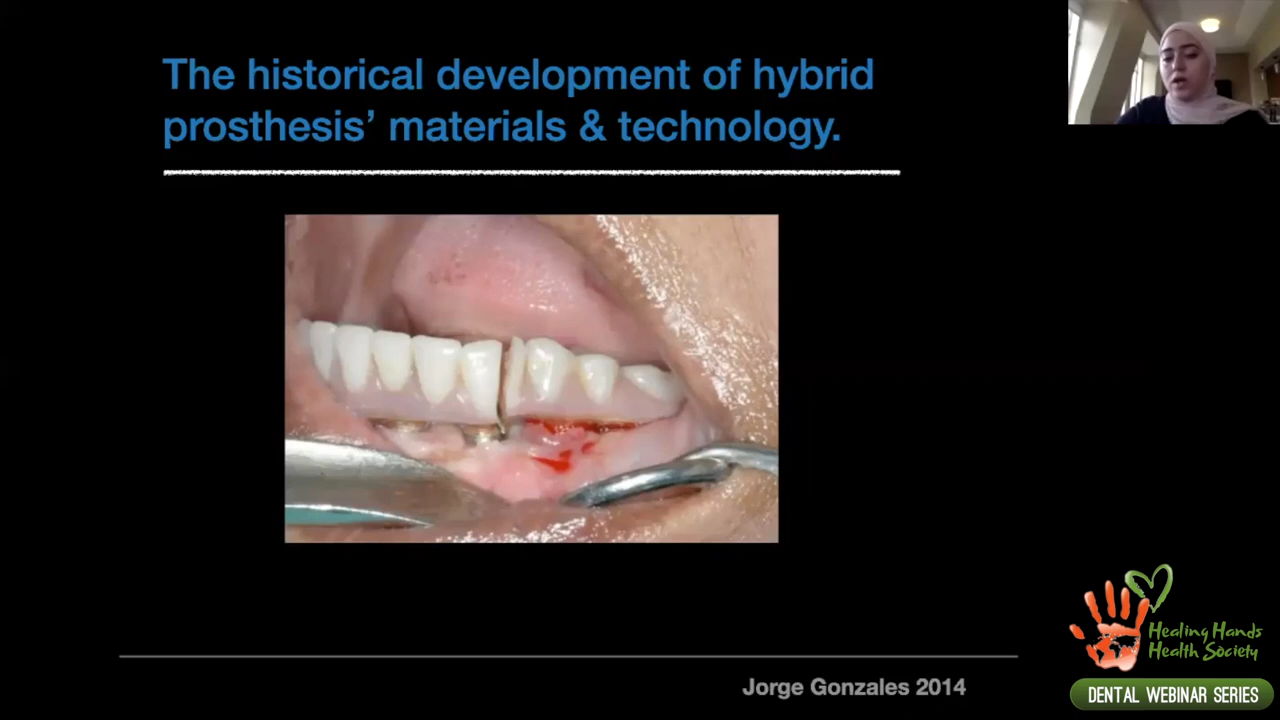 The historical development of hybrid
prosthesis’ materials & technology.
Jorge Gonzales 2014
Healing Hands
Health Society
DENTAL WEBINAR SERIES